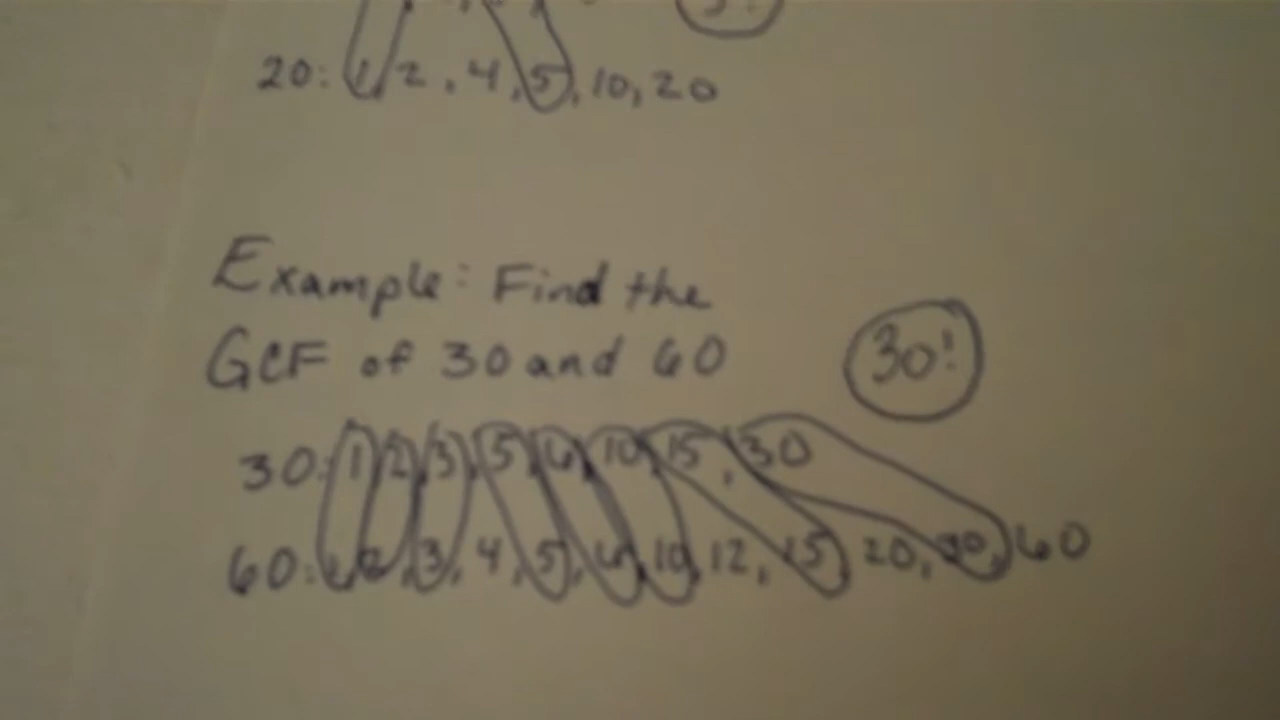 20: 1, 2, 4, 5, 10, 20
Example: Find the
GCF of 30 and 60
30!
30: 1, 2, 3, 5, 6, 10, 15, 30
60: 1, 2, 3, 4, 5, 6, 10, 12, 15, 20, 30, 60